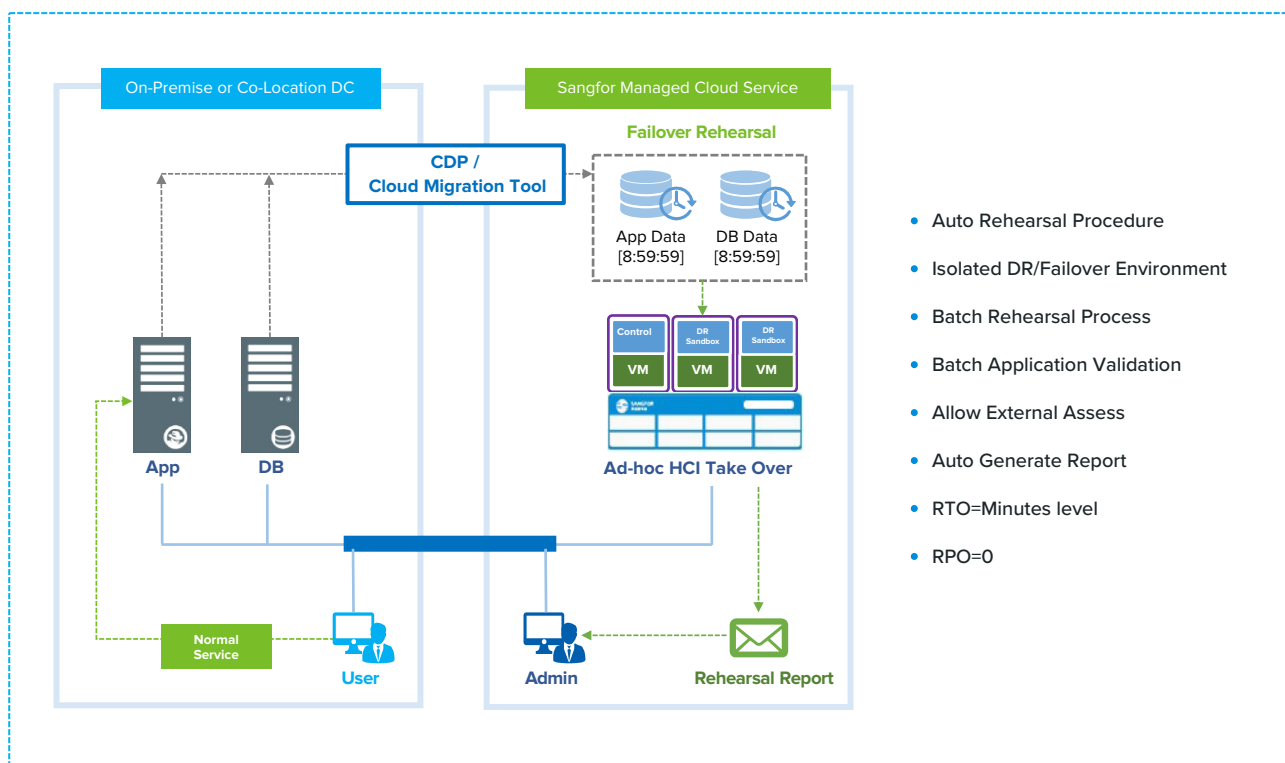 On-Premise or Co-Location DC
Sangfor Managed Cloud Service
Failover Rehearsal
CDP /
Cloud Migration Tool
App Data
[8:59:59]
DB Data
[8:59:59]
Control
DR
Sandbox
DR
Sandbox
VM
VM
VM
SANGFOR
App
DB
Ad-hoc HCI Take Over
Normal
Service
User
Admin
Rehearsal Report
Auto Rehearsal Procedure
Isolated DR/Failover Environment
Batch Rehearsal Process
Batch Application Validation
Allow External Assess
Auto Generate Report
RTO=Minutes level
RPO=0